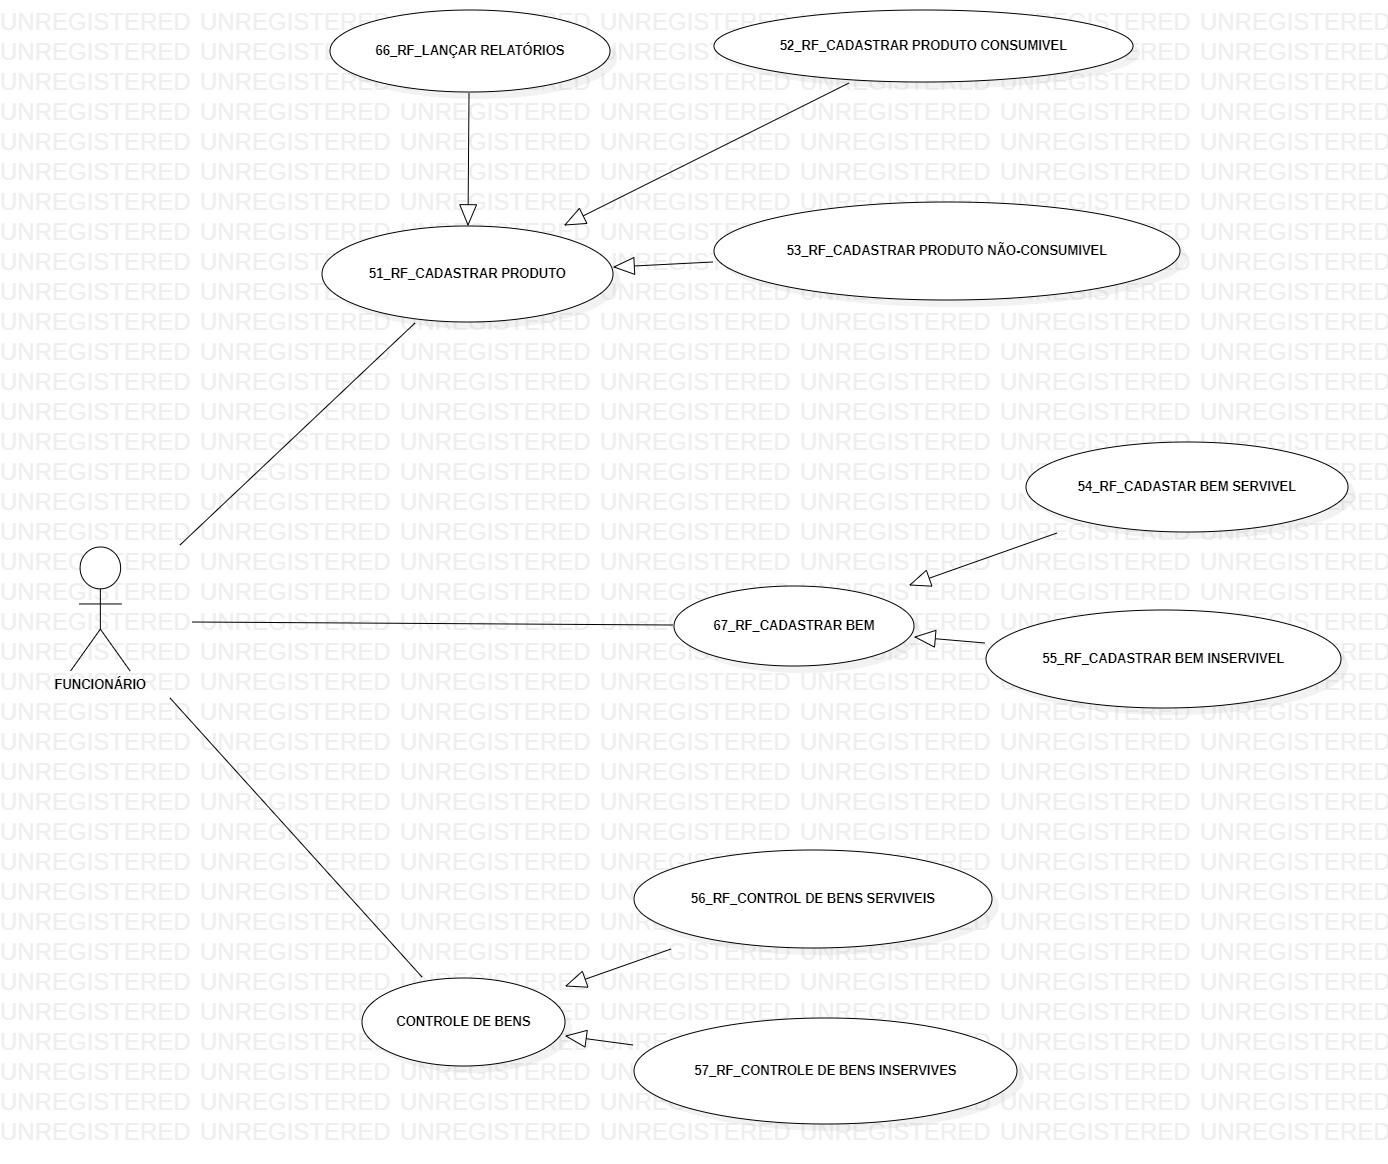 66_RF_LANÇAR RELATÓRIOS
52_RF_CADASTRAR PRODUTO CONSUMIVEL
53_RF_CADASTRAR PRODUTO NÃO-CONSUMIVEL
51_RF_CADASTRAR PRODUTO
54_RF_CADASTAR BEM SERVIVEL
67_RF_CADASTRAR BEM
55_RF_CADASTRAR BEM INSERVIVEL
FUNCIONÁRIO
56_RF_CONTROL DE BENS SERVIVEIS
CONTROLE DE BENS
57_RF_CONTROLE DE BENS INSERVIVES
UNREGISTERED